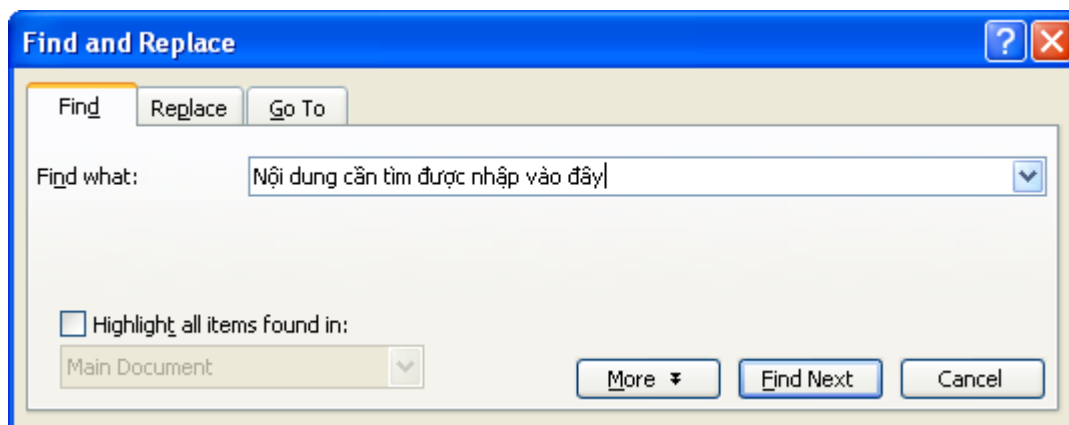 Find and Replace
Find Replace Go To
Find what: Nội dung cần tìm được nhập vào đây
Highlight all items found in:
Main Document
More Find Next Cancel